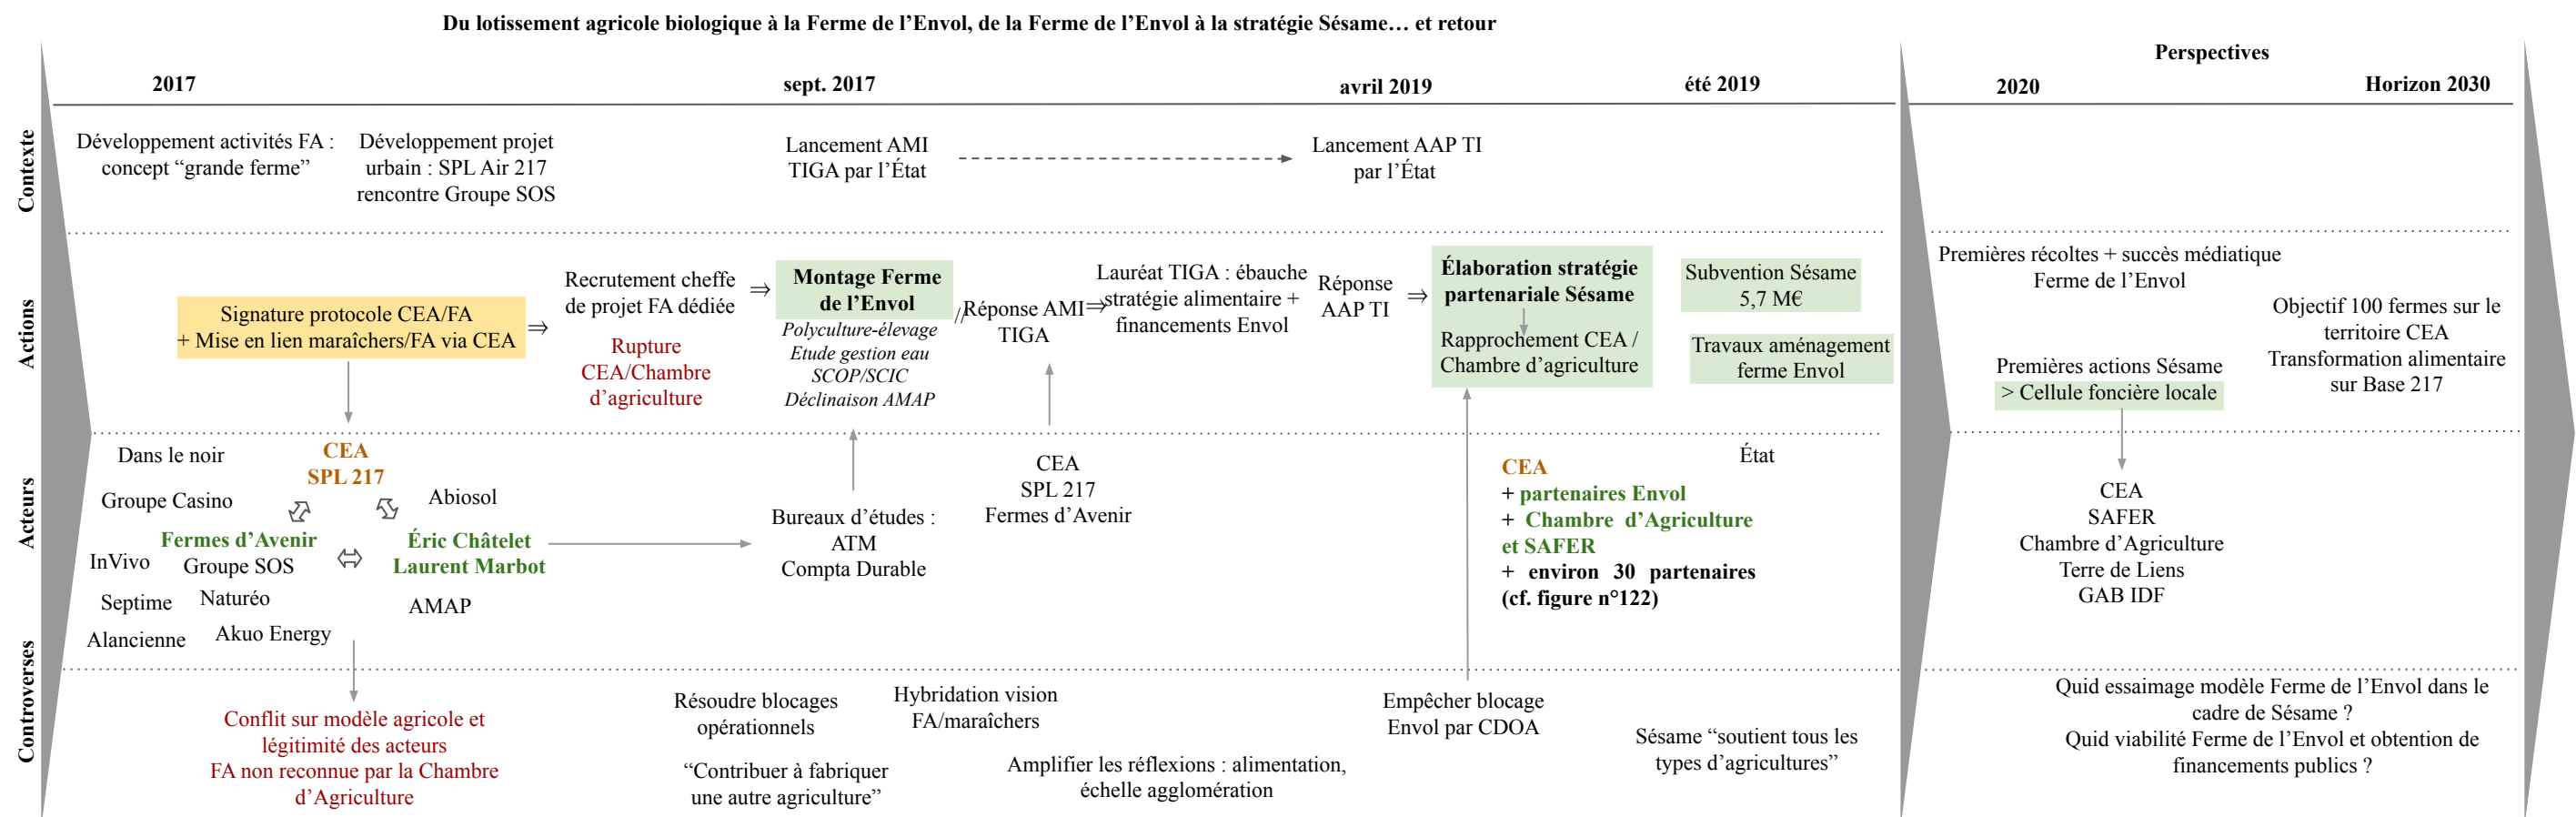 Du lotissement agricole biologique à la Ferme de l’Envol, de la Ferme de l’Envol à la stratégie Sésame… et retour
Perspectives
2017
sept. 2017
avril 2019
été 2019
2020
Horizon 2030
Contexte
Développement activités FA :
concept “grande ferme”
Développement projet
urbain : SPL Air 217
rencontre Groupe SOS
Lancement AMI
TIGA par l’État
Lancement AAP TI
par l’État
Actions
Signature protocole CEA/FA
+ Mise en lien maraîchers/FA via CEA
⇒
Recrutement cheffe
de projet FA dédiée
⇒
Rupture
CEA/Chambre
d’agriculture
Montage Ferme
de l’Envol
Polyculture-élevage
Etude gestion eau
SCOP/SCIC
Déclinaison AMAP
//Réponse AMI⇒
TIGA
Lauréat TIGA : ébauche
stratégie alimentaire +
financements Envol
Réponse
AAP TI
⇒
Élaboration stratégie
partenariale Sésame
Rapprochement CEA /
Chambre d’agriculture
Subvention Sésame
5,7 M€
Travaux aménagement
ferme Envol
Premières récoltes + succès médiatique
Ferme de l’Envol
Premières actions Sésame
> Cellule foncière locale
Objectif 100 fermes sur le
territoire CEA
Transformation alimentaire
sur Base 217
Acteurs
Dans le noir
CEA
SPL 217
Groupe Casino
Abiosol
Fermes d’Avenir
Groupe SOS
Éric Châtelet
Laurent Marbot
InVivo
Septime
Naturéo
AMAP
Alancienne
Akuo Energy
Bureaux d’études :
ATM
Compta Durable
CEA
SPL 217
Fermes d’Avenir
CEA
+ partenaires Envol
+ Chambre d’Agriculture
et SAFER
+ environ 30 partenaires
(cf. figure n°122)
État
CEA
SAFER
Chambre d’Agriculture
Terre de Liens
GAB IDF
Controverses
Conflit sur modèle agricole et
légitimité des acteurs
FA non reconnue par la Chambre
d’Agriculture
Résoudre blocages
opérationnels
“Contribuer à fabriquer
une autre agriculture”
Hybridation vision
FA/maraîchers
Amplifier les réflexions : alimentation,
échelle agglomération
Empêcher blocage
Envol par CDOA
Sésame “soutient tous les
types d’agricultures”
Quid essaimage modèle Ferme de l’Envol dans le
cadre de Sésame ?
Quid viabilité Ferme de l’Envol et obtention de
financements publics ?